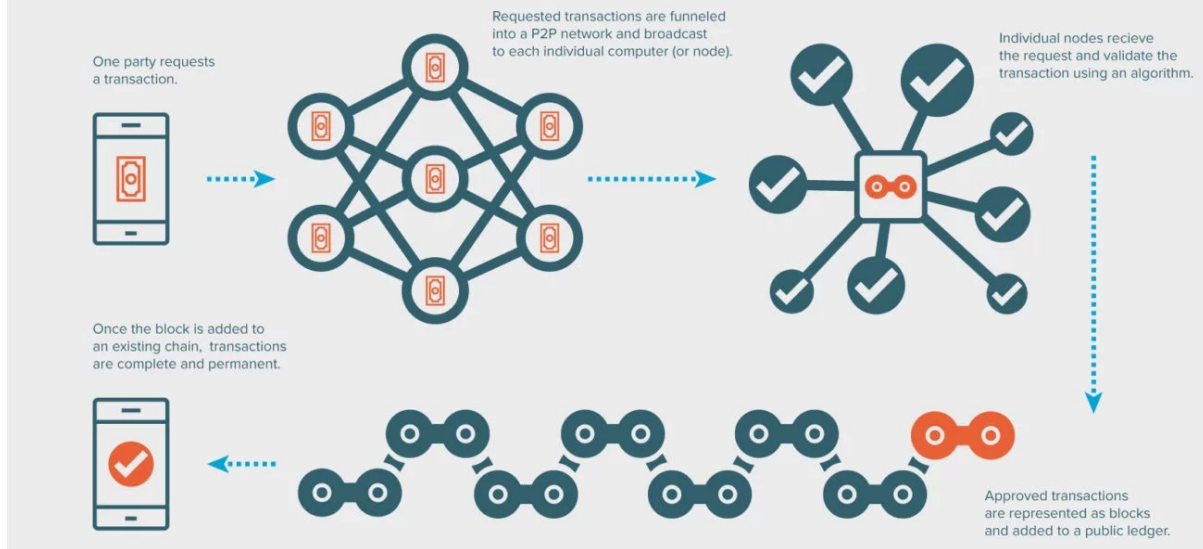 One party requests
a transaction.
Requested transactions are funneled
into a P2P network and broadcast
to each individual computer (or node).
Individual nodes recieve
the request and validate the
transaction using an algorithm.
Approved transactions
are represented as blocks
and added to a public ledger.
Once the block is added to
an existing chain, transactions
are complete and permanent.